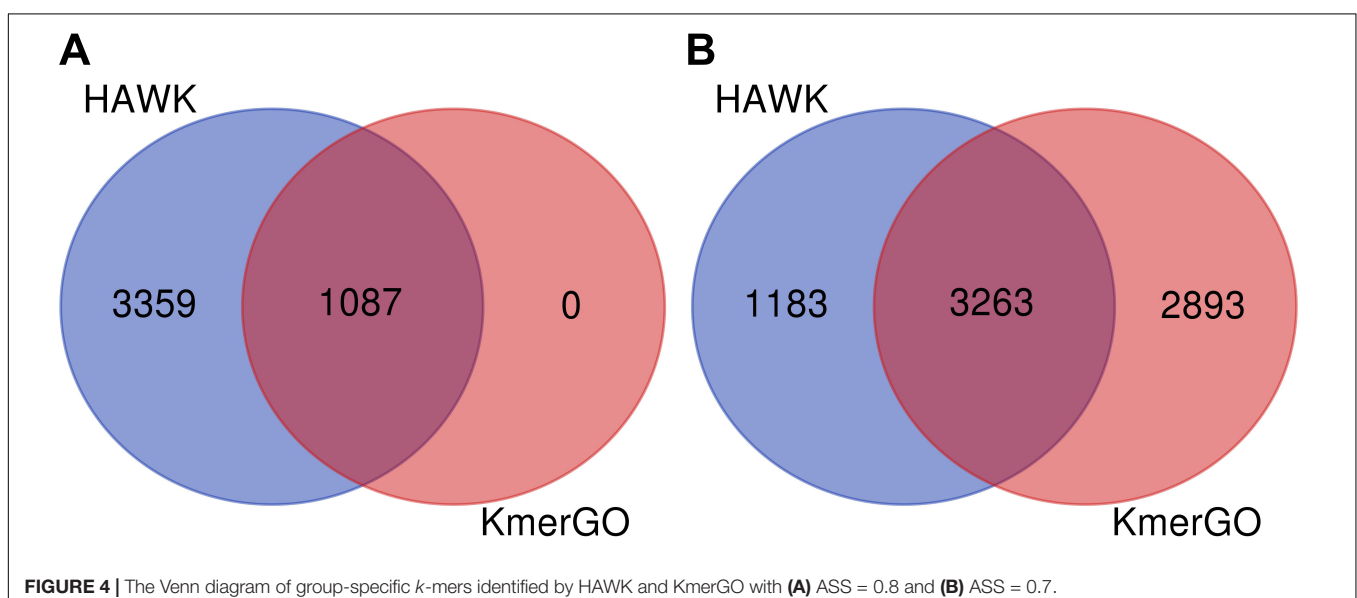 A
B
HAWK
HAWK
3359
1087
0
1183
3263
2893
KmerGO
KmerGO
FIGURE 4 | The Venn diagram of group-specific k-mers identified by HAWK and KmerGO with (A) ASS = 0.8 and (B) ASS = 0.7.